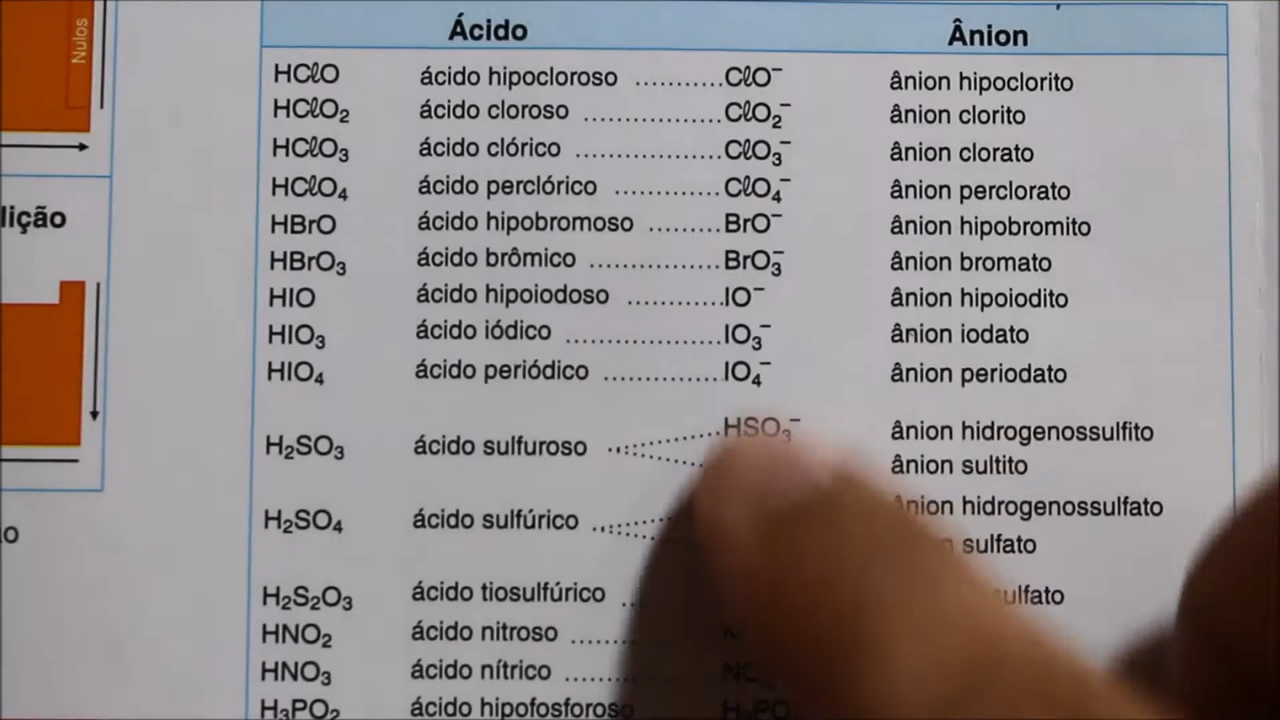 Nulos
Ácido Ânion
HClO ácido hipocloroso ........... ClO⁻ ânion hipoclorito
HClO₂ ácido cloroso ................. ClO₂⁻ ânion clorito
HClO₃ ácido clórico .................. ClO₃⁻ ânion clorato
HClO₄ ácido perclórico ............. ClO₄⁻ ânion perclorato
HBrO ácido hipobromoso ......... BrO⁻ ânion hipobromito
HBrO₃ ácido brômico ................ BrO₃⁻ ânion bromato
HIO ácido hipoiodoso ............ IO⁻ ânion hipoiodito
HIO₃ ácido iódico ................... IO₃⁻ ânion iodato
HIO₄ ácido periódico .............. IO₄⁻ ânion periodato
lição
HSO₃⁻ ânion hidrogenossulfito
H₂SO₃ ácido sulfuroso
ânion sultito
ânion hidrogenossulfato
H₂SO₄ ácido sulfúrico
sulfato
H₂S₂O₃ ácido tiosulfúrico .. ulfato
HNO₂ ácido nitroso ......
HNO₃ ácido nítrico .......
H₃PO₂ ácido hipofosforoso